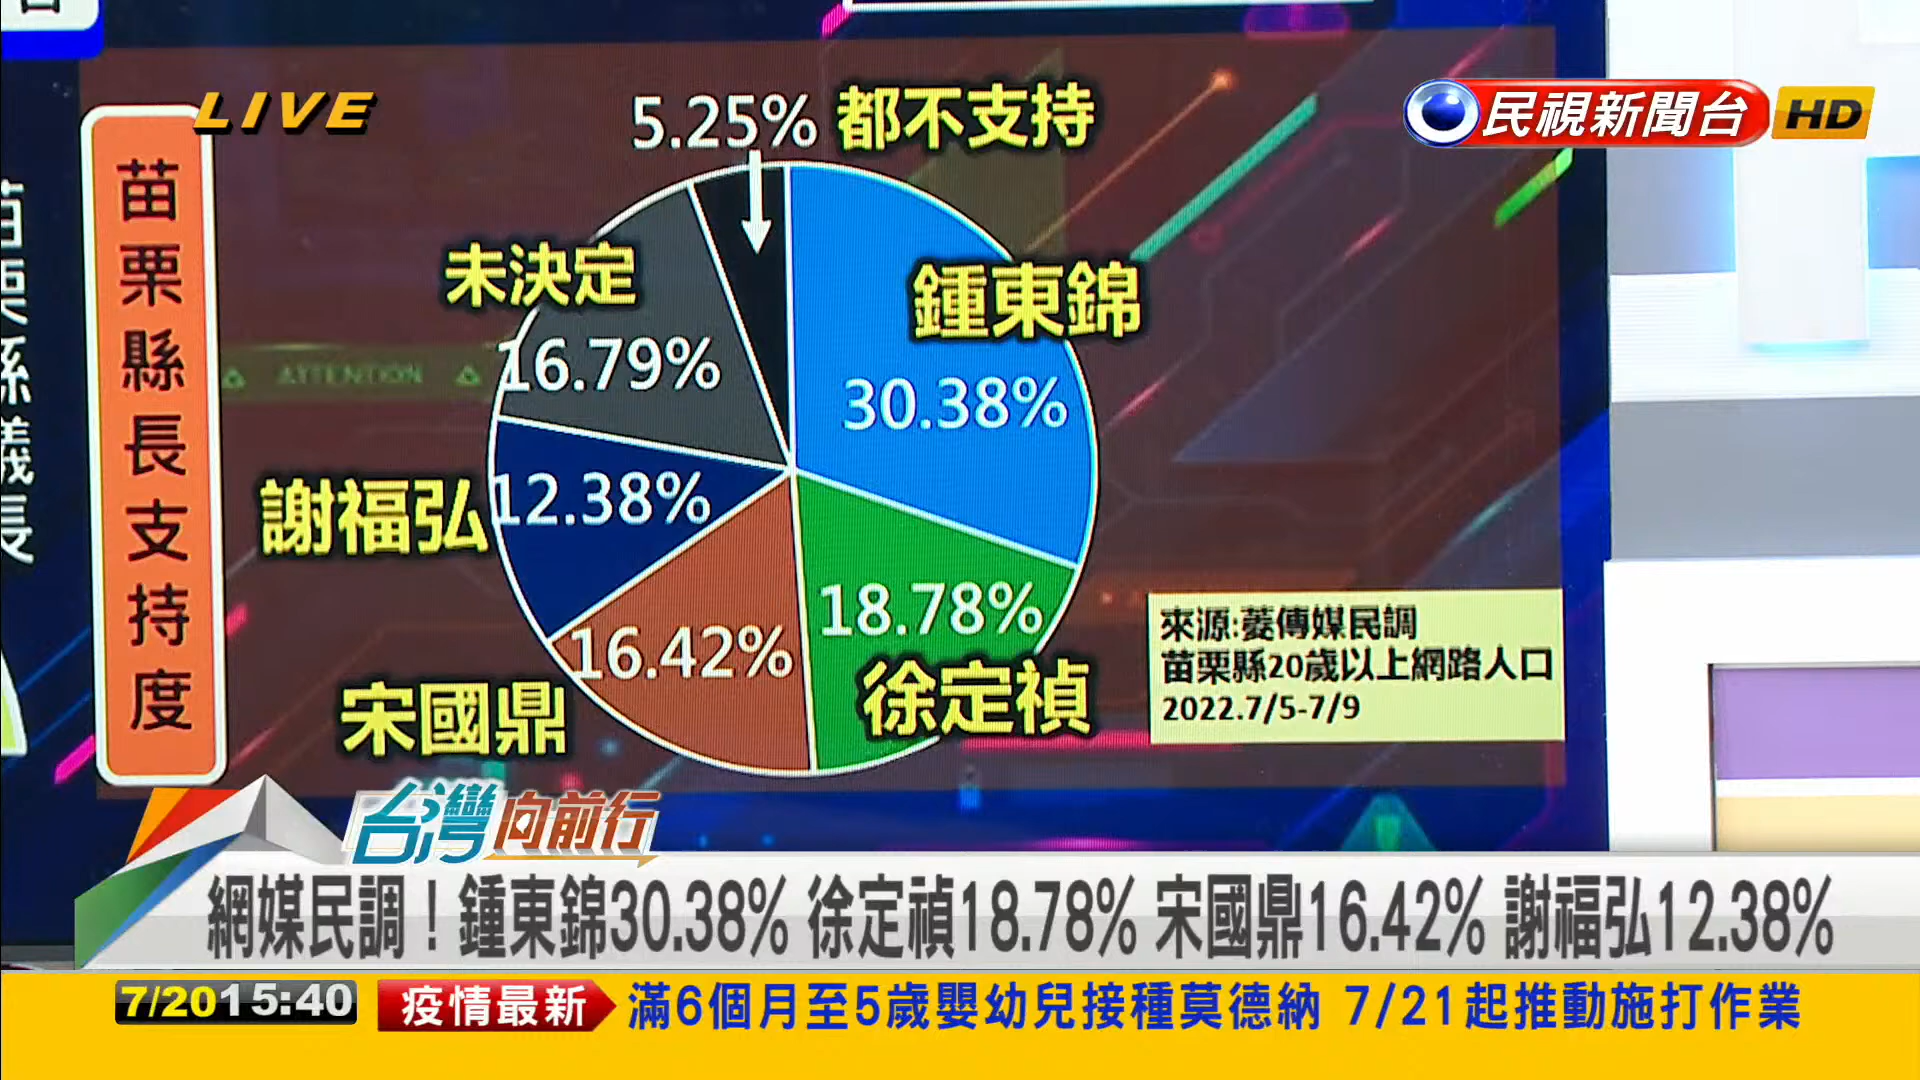 LIVE
民視新聞台 HD
苗栗縣長支持度
5.25% 都不支持
鍾東錦
30.38%
未決定
16.79%
謝福弘 12.38%
18.78%
徐定禎
16.42%
宋國鼎
ATTENTION
來源:菱傳媒民調
苗栗縣20歲以上網路人口
2022.7/5-7/9
苗栗縣議長
台灣向前行
網媒民調！鍾東錦30.38% 徐定禎18.78% 宋國鼎16.42% 謝福弘12.38%
7/20 15:40 疫情最新 滿6個月至5歲嬰幼兒接種莫德納 7/21起推動施打作業